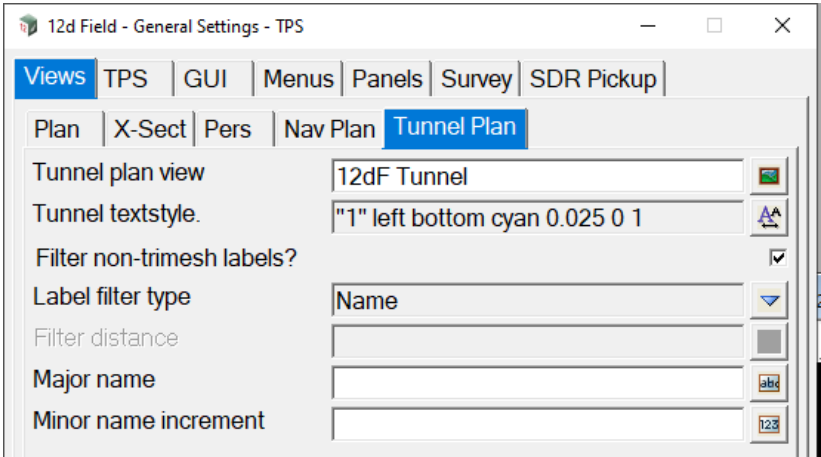 12d Field - General Settings - TPS
Views TPS GUI Menus Panels Survey SDR Pickup
Plan X-Sect Pers Nav Plan Tunnel Plan
Tunnel plan view 12dF Tunnel
Tunnel textstyle. "1" left bottom cyan 0.025 0 1
Filter non-trimesh labels?
Label filter type Name
Filter distance
Major name abc
Minor name increment 123